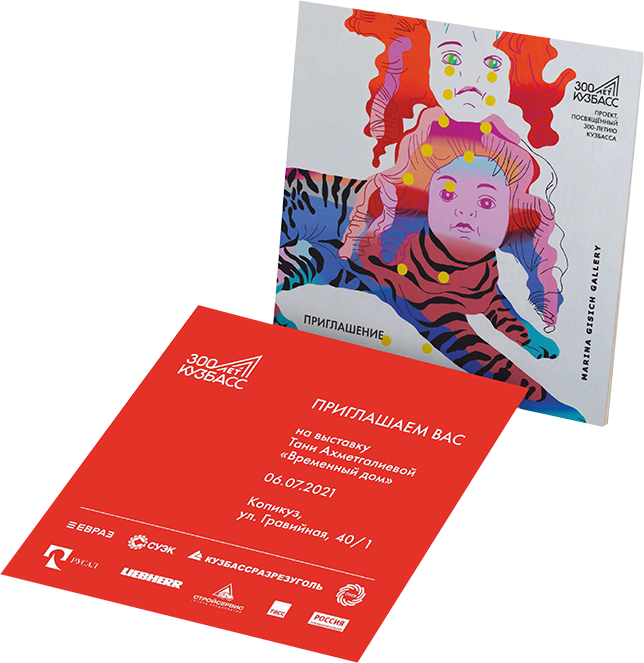 300
ЛЕТ
КУЗБАСС
ПРОЕКТ,
ПОСВЯЩЁННЫЙ
300-ЛЕТИЮ
КУЗБАССА
MARINA GISICH GALLERY
ПРИГЛАШЕНИЕ
300
ЛЕТ
КУЗБАСС
ПРИГЛАШАЕМ ВАС
на выставку
Тани Ахметгалиевой
«Временный дом»
06.07.2021
Копикуз,
ул. Гравийная, 40/1
ЕВРАЗ
СУЭК
КУЗБАССРАЗРЕЗУГОЛЬ
РУСАЛ
LIEBHERR
СТРОЙСЕРВИС
ТАСС
РОССИЯ